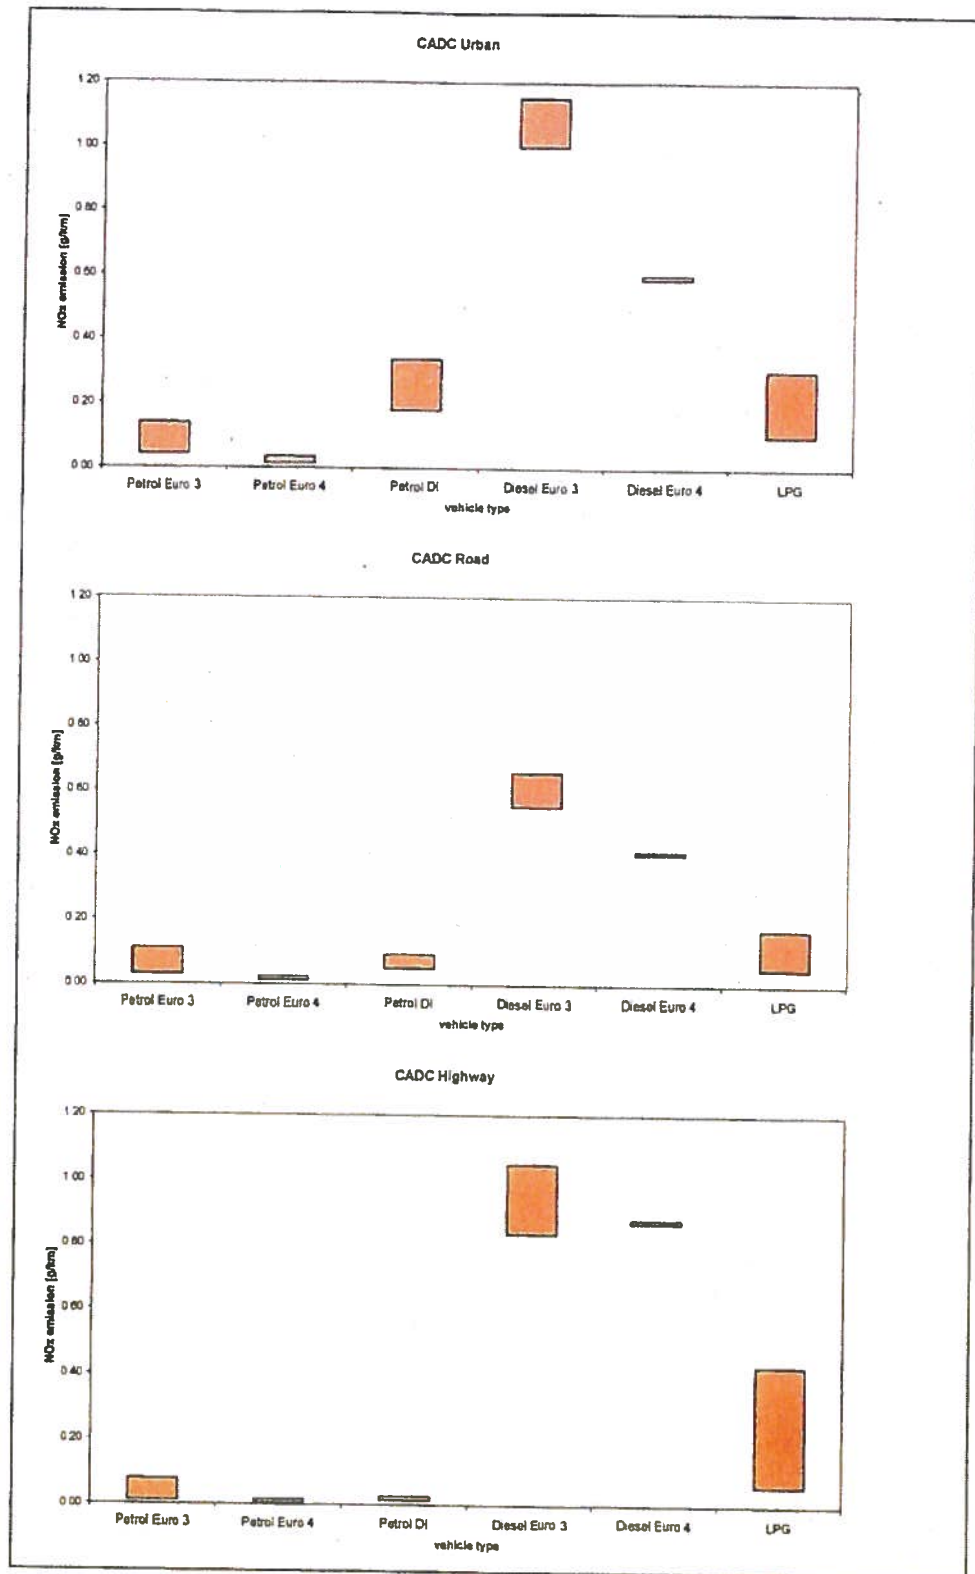 CADC Urban
1.20
1.00
0.80
0.60
0.40
0.20
0.00
NOx emission [g/km]
Petrol Euro 3 Petrol Euro 4 Petrol DI Diesel Euro 3 Diesel Euro 4 LPG
vehicle type
CADC Road
1.20
1.00
0.80
0.60
0.40
0.20
0.00
NOx emission [g/km]
Petrol Euro 3 Petrol Euro 4 Petrol DI Diesel Euro 3 Diesel Euro 4 LPG
vehicle type
CADC Highway
1.20
1.00
0.80
0.60
0.40
0.20
0.00
NOx emission [g/km]
Petrol Euro 3 Petrol Euro 4 Petrol DI Diesel Euro 3 Diesel Euro 4 LPG
vehicle type